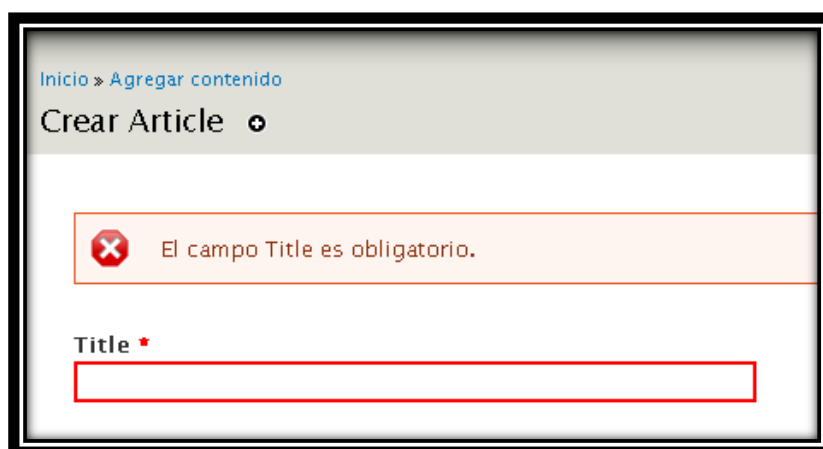 Inicio » Agregar contenido
Crear Article
El campo Title es obligatorio.
Title *